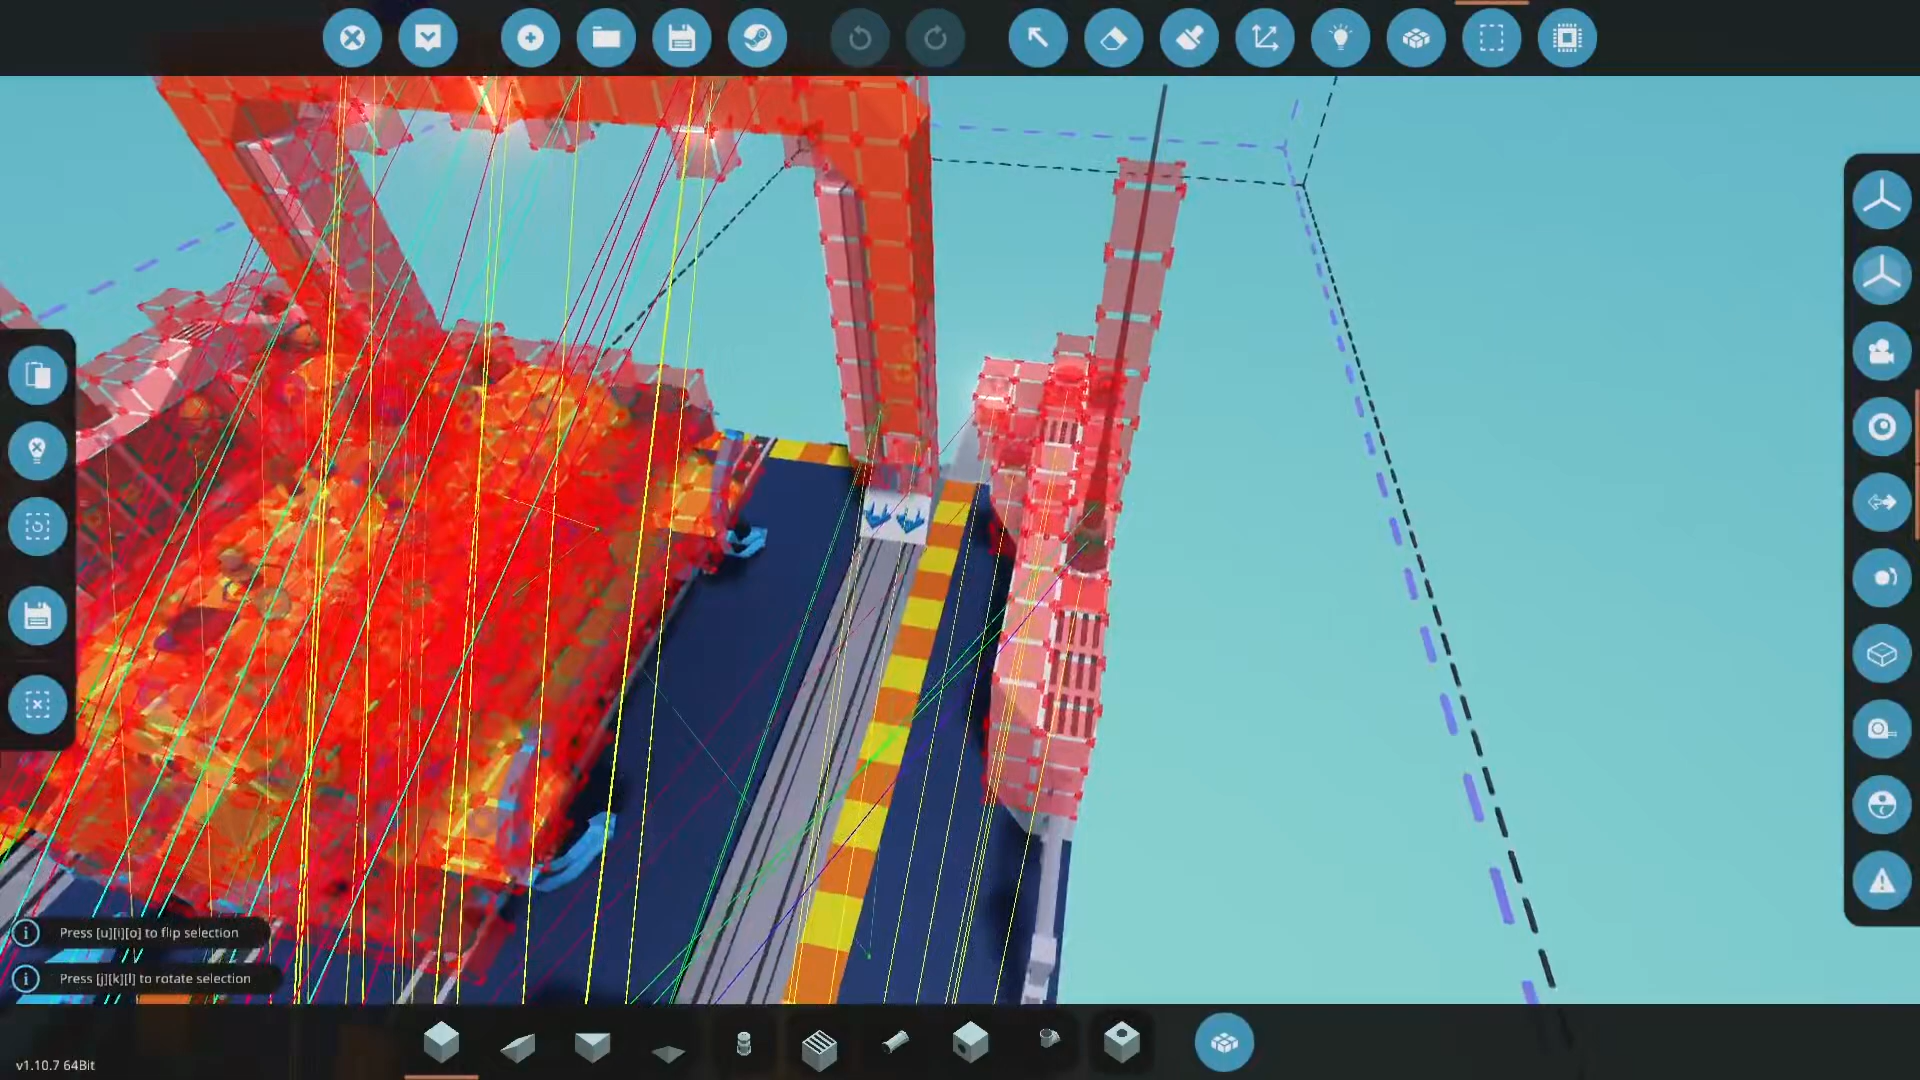 Press [u][i][o] to flip selection
Press [j][k][l] to rotate selection
v1.10.7 64Bit